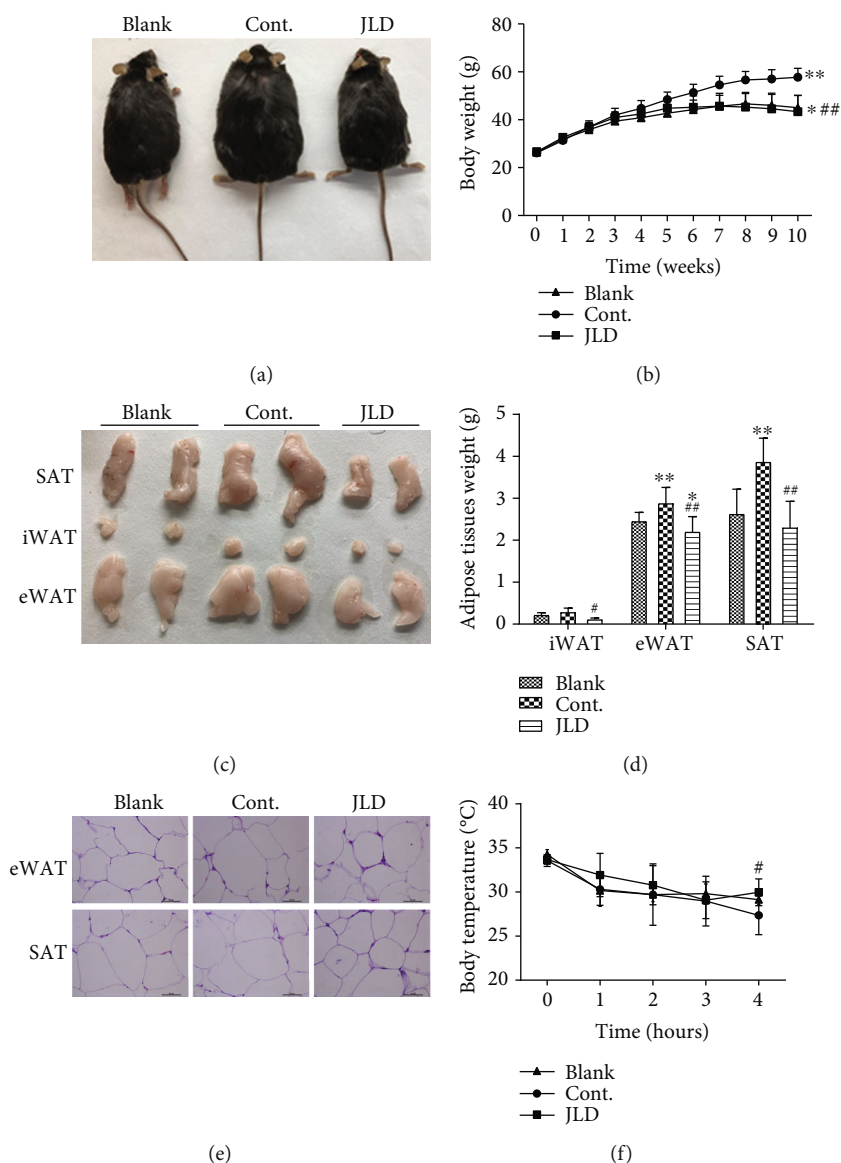 Blank Cont. JLD
(a)
Body weight (g)
80
60
40
20
0
**
* ##
0 1 2 3 4 5 6 7 8 9 10
Time (weeks)
Blank
Cont.
JLD
(b)
Blank Cont. JLD
SAT
iWAT
eWAT
(c)
Adipose tissues weight (g)
5
4
3
2
1
0
#
**
*
##
**
##
iWAT eWAT SAT
Blank
Cont.
JLD
(d)
Blank Cont. JLD
eWAT
SAT
(e)
Body temperature (°C)
40
35
30
25
20
#
0 1 2 3 4
Time (hours)
Blank
Cont.
JLD
(f)